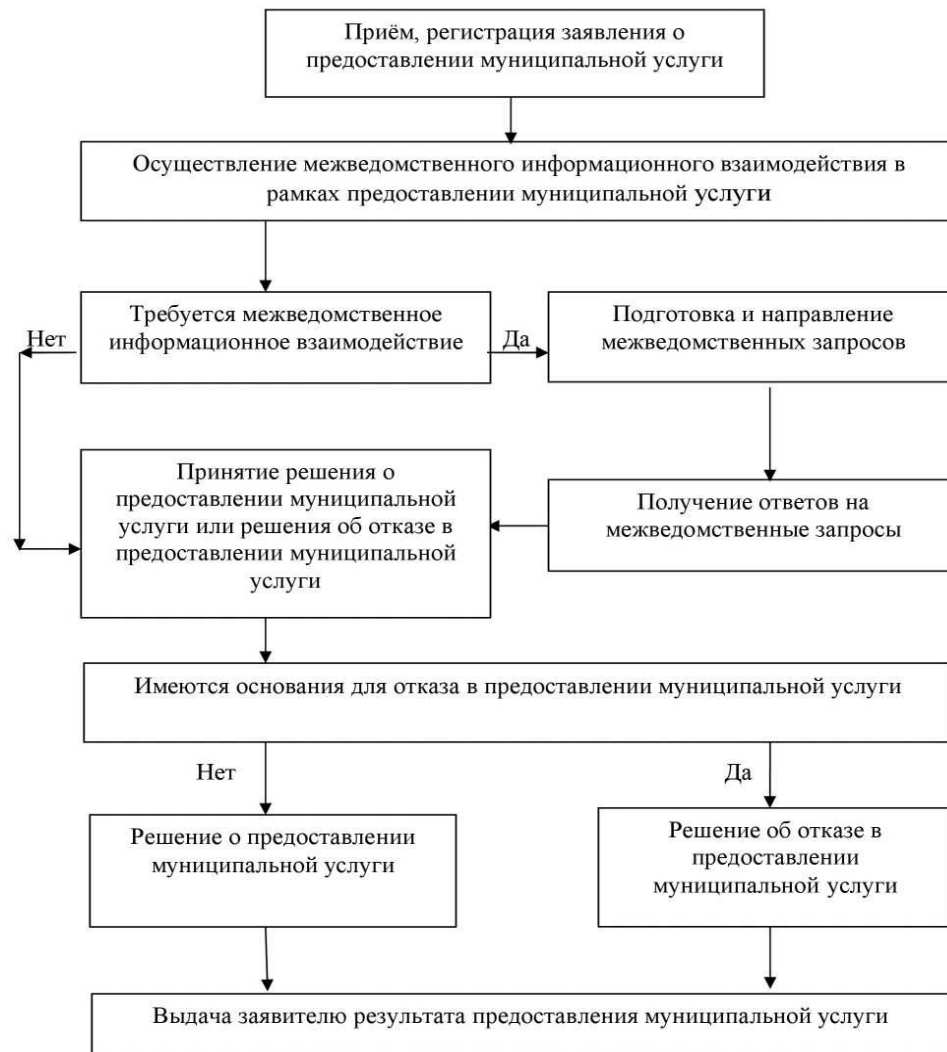 Приём, регистрация заявления о
предоставлении муниципальной услуги
Осуществление межведомственного информационного взаимодействия в
рамках предоставлении муниципальной услуги
Требуется межведомственное
информационное взаимодействие
Нет
Да
Подготовка и направление
межведомственных запросов
Принятие решения о
предоставлении муниципальной
услуги или решения об отказе в
предоставлении муниципальной
услуги
Получение ответов на
межведомственные запросы
Имеются основания для отказа в предоставлении муниципальной услуги
Нет
Да
Решение о предоставлении
муниципальной услуги
Решение об отказе в
предоставлении
муниципальной услуги
Выдача заявителю результата предоставления муниципальной услуги